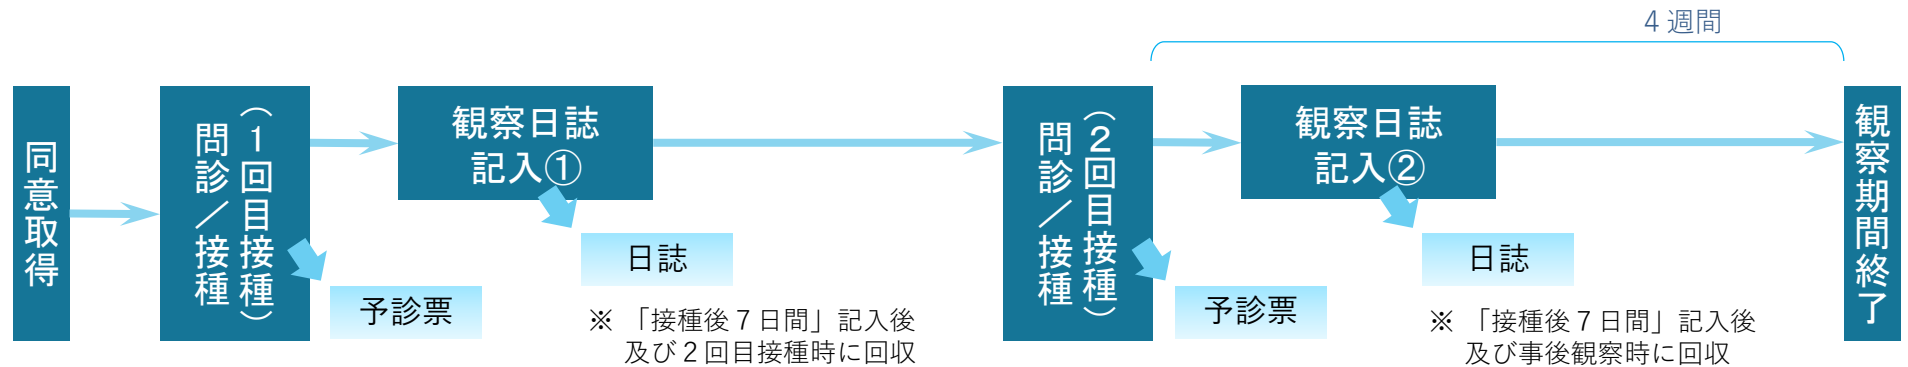 4週間
同意取得
問診／接種
（1回目接種）
観察日誌
記入①
予診票
日誌
※ 「接種後７日間」記入後
及び２回目接種時に回収
問診／接種
（２回目接種）
観察日誌
記入②
予診票
日誌
※ 「接種後７日間」記入後
及び事後観察時に回収
観察期間終了